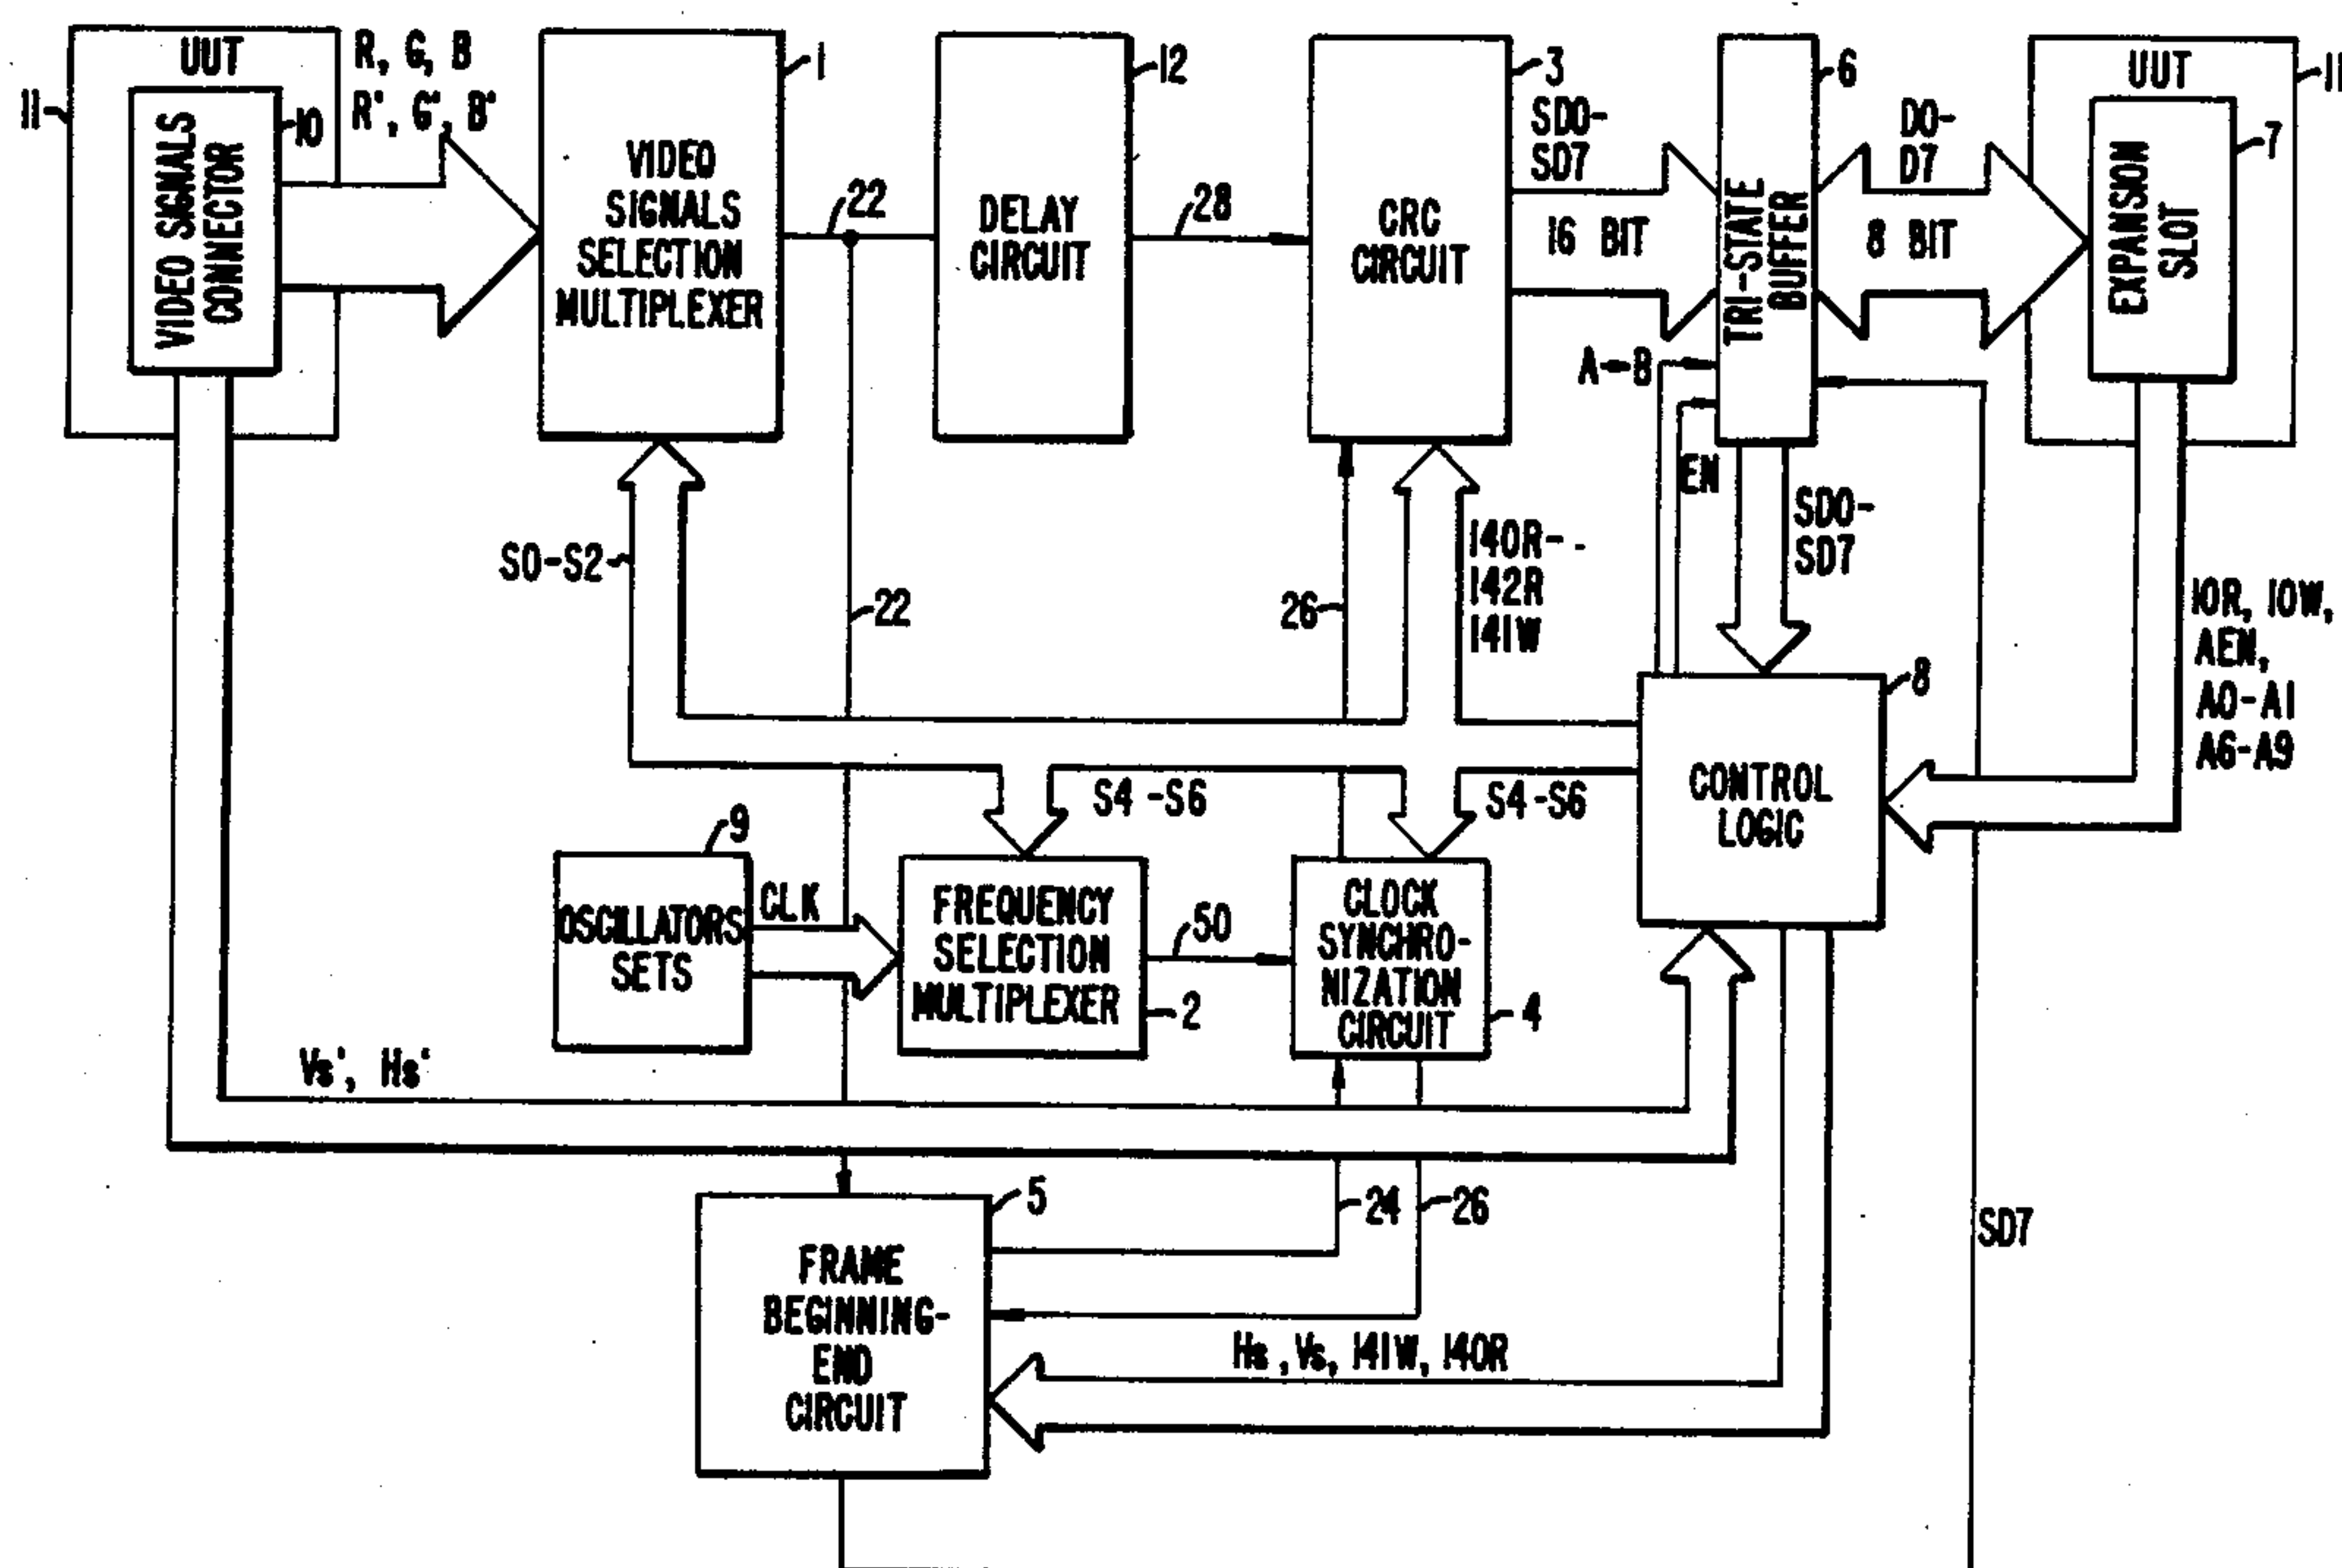 UUT
11
VIDEO SIGNALS
CONNECTOR
10
R, G, B
R', G', B'
1
VIDEO
SIGNALS
SELECTION
MULTIPLEXER
22
12
DELAY
CIRCUIT
28
3
CRC
CIRCUIT
SD0-
SD7
16 BIT
6
TRI-STATE
BUFFER
D0-
D7
8 BIT
UUT
11
EXPANSION
SLOT
7
A-B
EN
SD0-
SD7
S0-S2
22
26
140R-
142R
141W
IOR, IOW,
AEN,
A0-A1
A6-A9
8
CONTROL
LOGIC
S4-S6
S4-S6
9
OSCILLATORS
SETS
CLK
FREQUENCY
SELECTION
MULTIPLEXER
2
50
CLOCK
SYNCHRO-
NIZATION
CIRCUIT
4
Vs', Hs'
5
24
26
SD7
FRAME
BEGINNING-
END
CIRCUIT
Hs, Vs, 141W, 140R